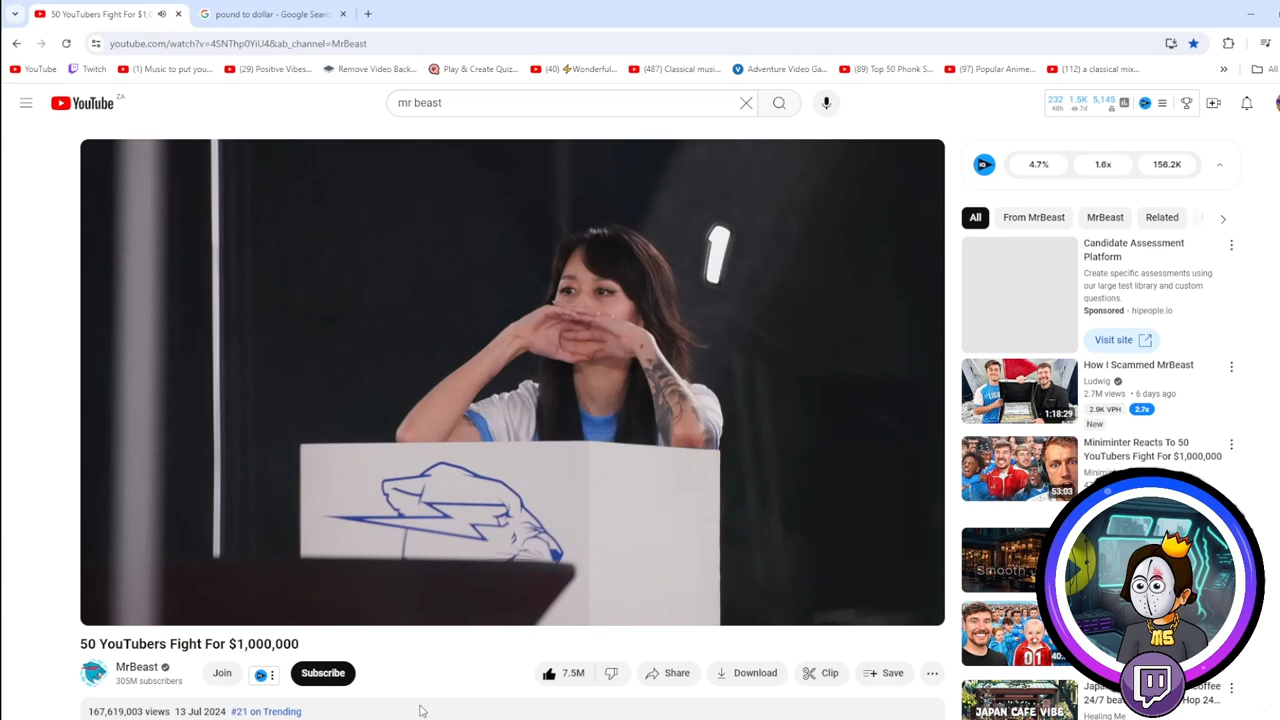 50 YouTubers Fight For $1,0
pound to dollar - Google Searc
youtube.com/watch?v=4SNThp0YiU4&ab_channel=MrBeast
YouTube
Twitch
(1) Music to put you...
(29) Positive Vibes...
Remove Video Back...
Play & Create Quiz...
(40) ⚡Wonderful...
(487) Classical musi...
Adventure Video Ga...
(89) Top 50 Phonk S...
(97) Popular Anime...
(112) a classical mix...
»
All
YouTube ZA
mr beast
232 1.5K 5,145
48h 7d
IQ
4.7%
1.6x
156.2K
All
From MrBeast
MrBeast
Related
1
Candidate Assessment
Platform
Create specific assessments using
our large test library and custom
questions.
Sponsored · hipeople.io
Visit site
How I Scammed MrBeast
Ludwig
2.7M views • 6 days ago
2.9K VPH 2.7x
New
1:18:29
Miniminter Reacts To 50
YouTubers Fight For $1,000,000
53:03
Smooth
01
MS
JAPAN CAFE VIBE
24/7 bea
Hop 24...
Healing Me
50 YouTubers Fight For $1,000,000
MrBeast
305M subscribers
Join
Subscribe
7.5M
Share
Download
Clip
Save
167,619,003 views 13 Jul 2024 #21 on Trending